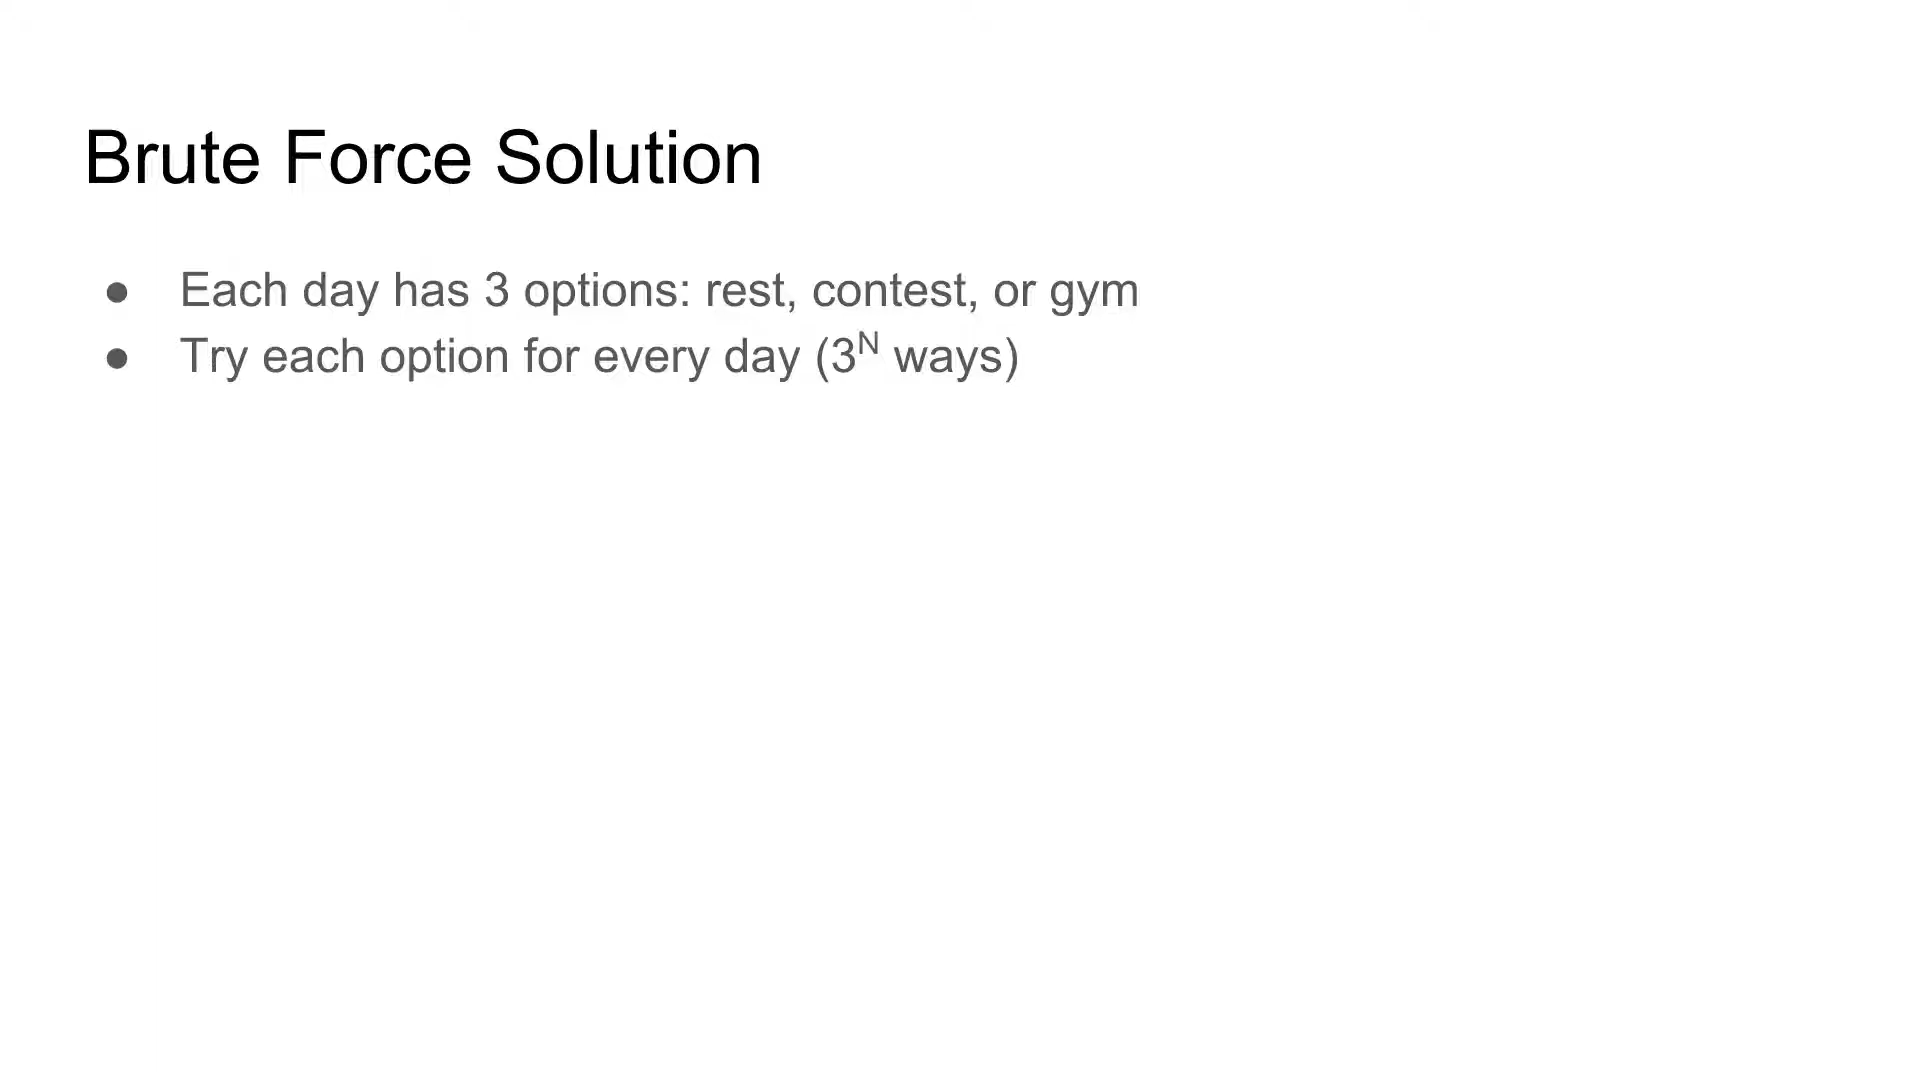 Brute Force Solution
● Each day has 3 options: rest, contest, or gym
● Try each option for every day (3ᴺ ways)